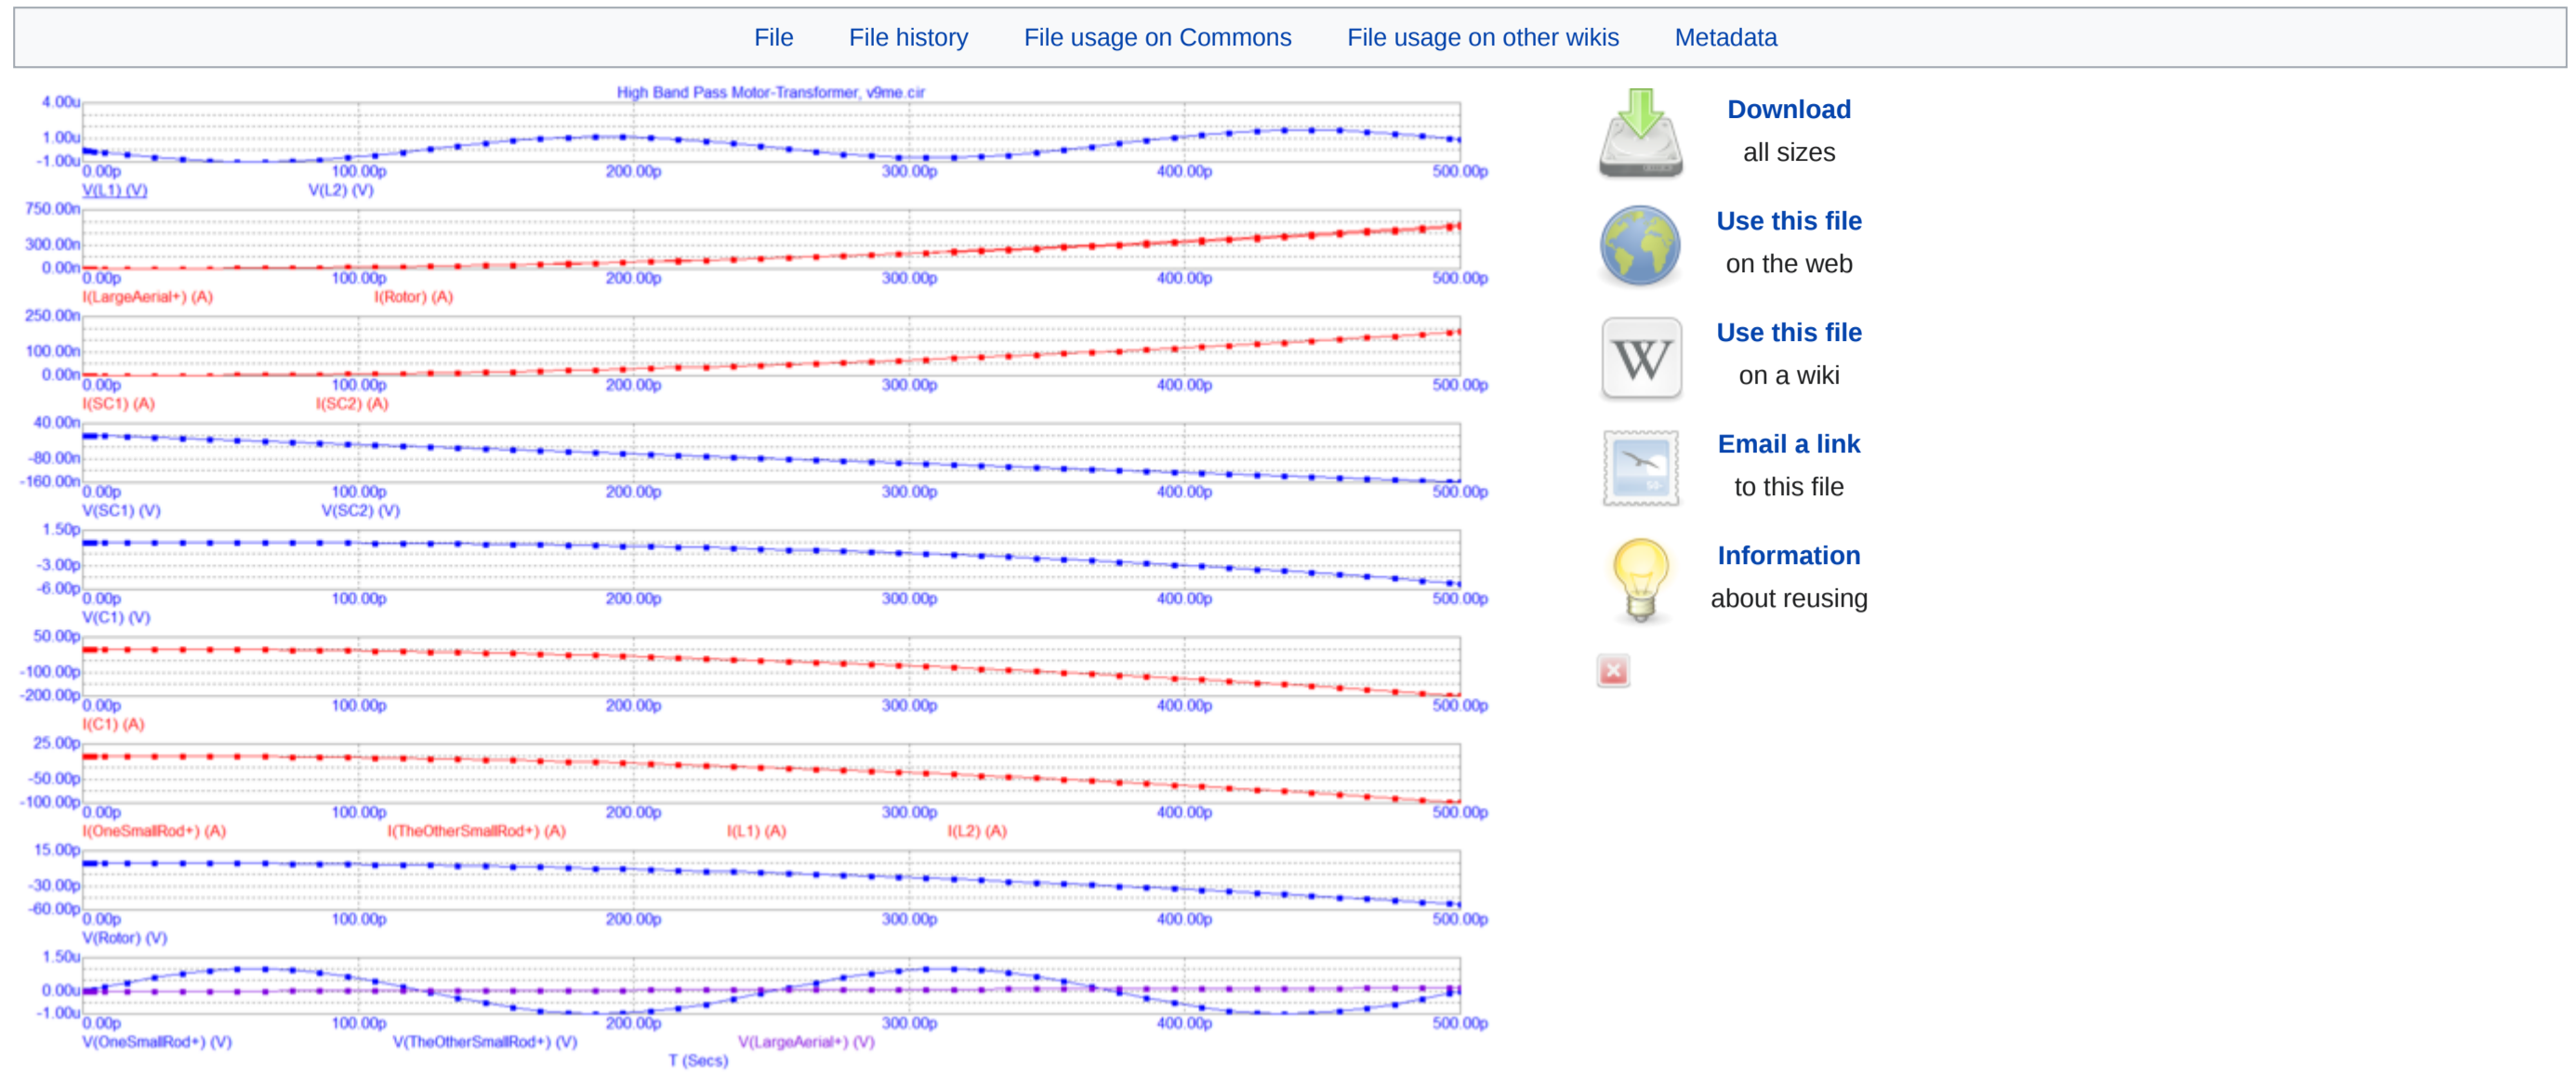 File File history File usage on Commons File usage on other wikis Metadata
High Band Pass Motor-Transformer, v9me.cir
4.00u
1.00u
-1.00u
0.00p 100.00p 200.00p 300.00p 400.00p 500.00p
V(L1) (V) V(L2) (V)
750.00n
300.00n
0.00n
0.00p 100.00p 200.00p 300.00p 400.00p 500.00p
I(LargeAerial+) (A) I(Rotor) (A)
250.00n
100.00n
0.00n
0.00p 100.00p 200.00p 300.00p 400.00p 500.00p
I(SC1) (A) I(SC2) (A)
40.00n
-80.00n
-160.00n
0.00p 100.00p 200.00p 300.00p 400.00p 500.00p
V(SC1) (V) V(SC2) (V)
1.50p
-3.00p
-6.00p
0.00p 100.00p 200.00p 300.00p 400.00p 500.00p
V(C1) (V)
50.00p
-100.00p
-200.00p
0.00p 100.00p 200.00p 300.00p 400.00p 500.00p
I(C1) (A)
25.00p
-50.00p
-100.00p
0.00p 100.00p 200.00p 300.00p 400.00p 500.00p
I(OneSmallRod+) (A) I(TheOtherSmallRod+) (A) I(L1) (A) I(L2) (A)
15.00p
-30.00p
-60.00p
0.00p 100.00p 200.00p 300.00p 400.00p 500.00p
V(Rotor) (V)
1.50u
0.00u
-1.00u
0.00p 100.00p 200.00p 300.00p 400.00p 500.00p
V(OneSmallRod+) (V) V(TheOtherSmallRod+) (V) V(LargeAerial+) (V)
T (Secs)
Download
all sizes
Use this file
on the web
W
Use this file
on a wiki
Email a link
to this file
Information
about reusing